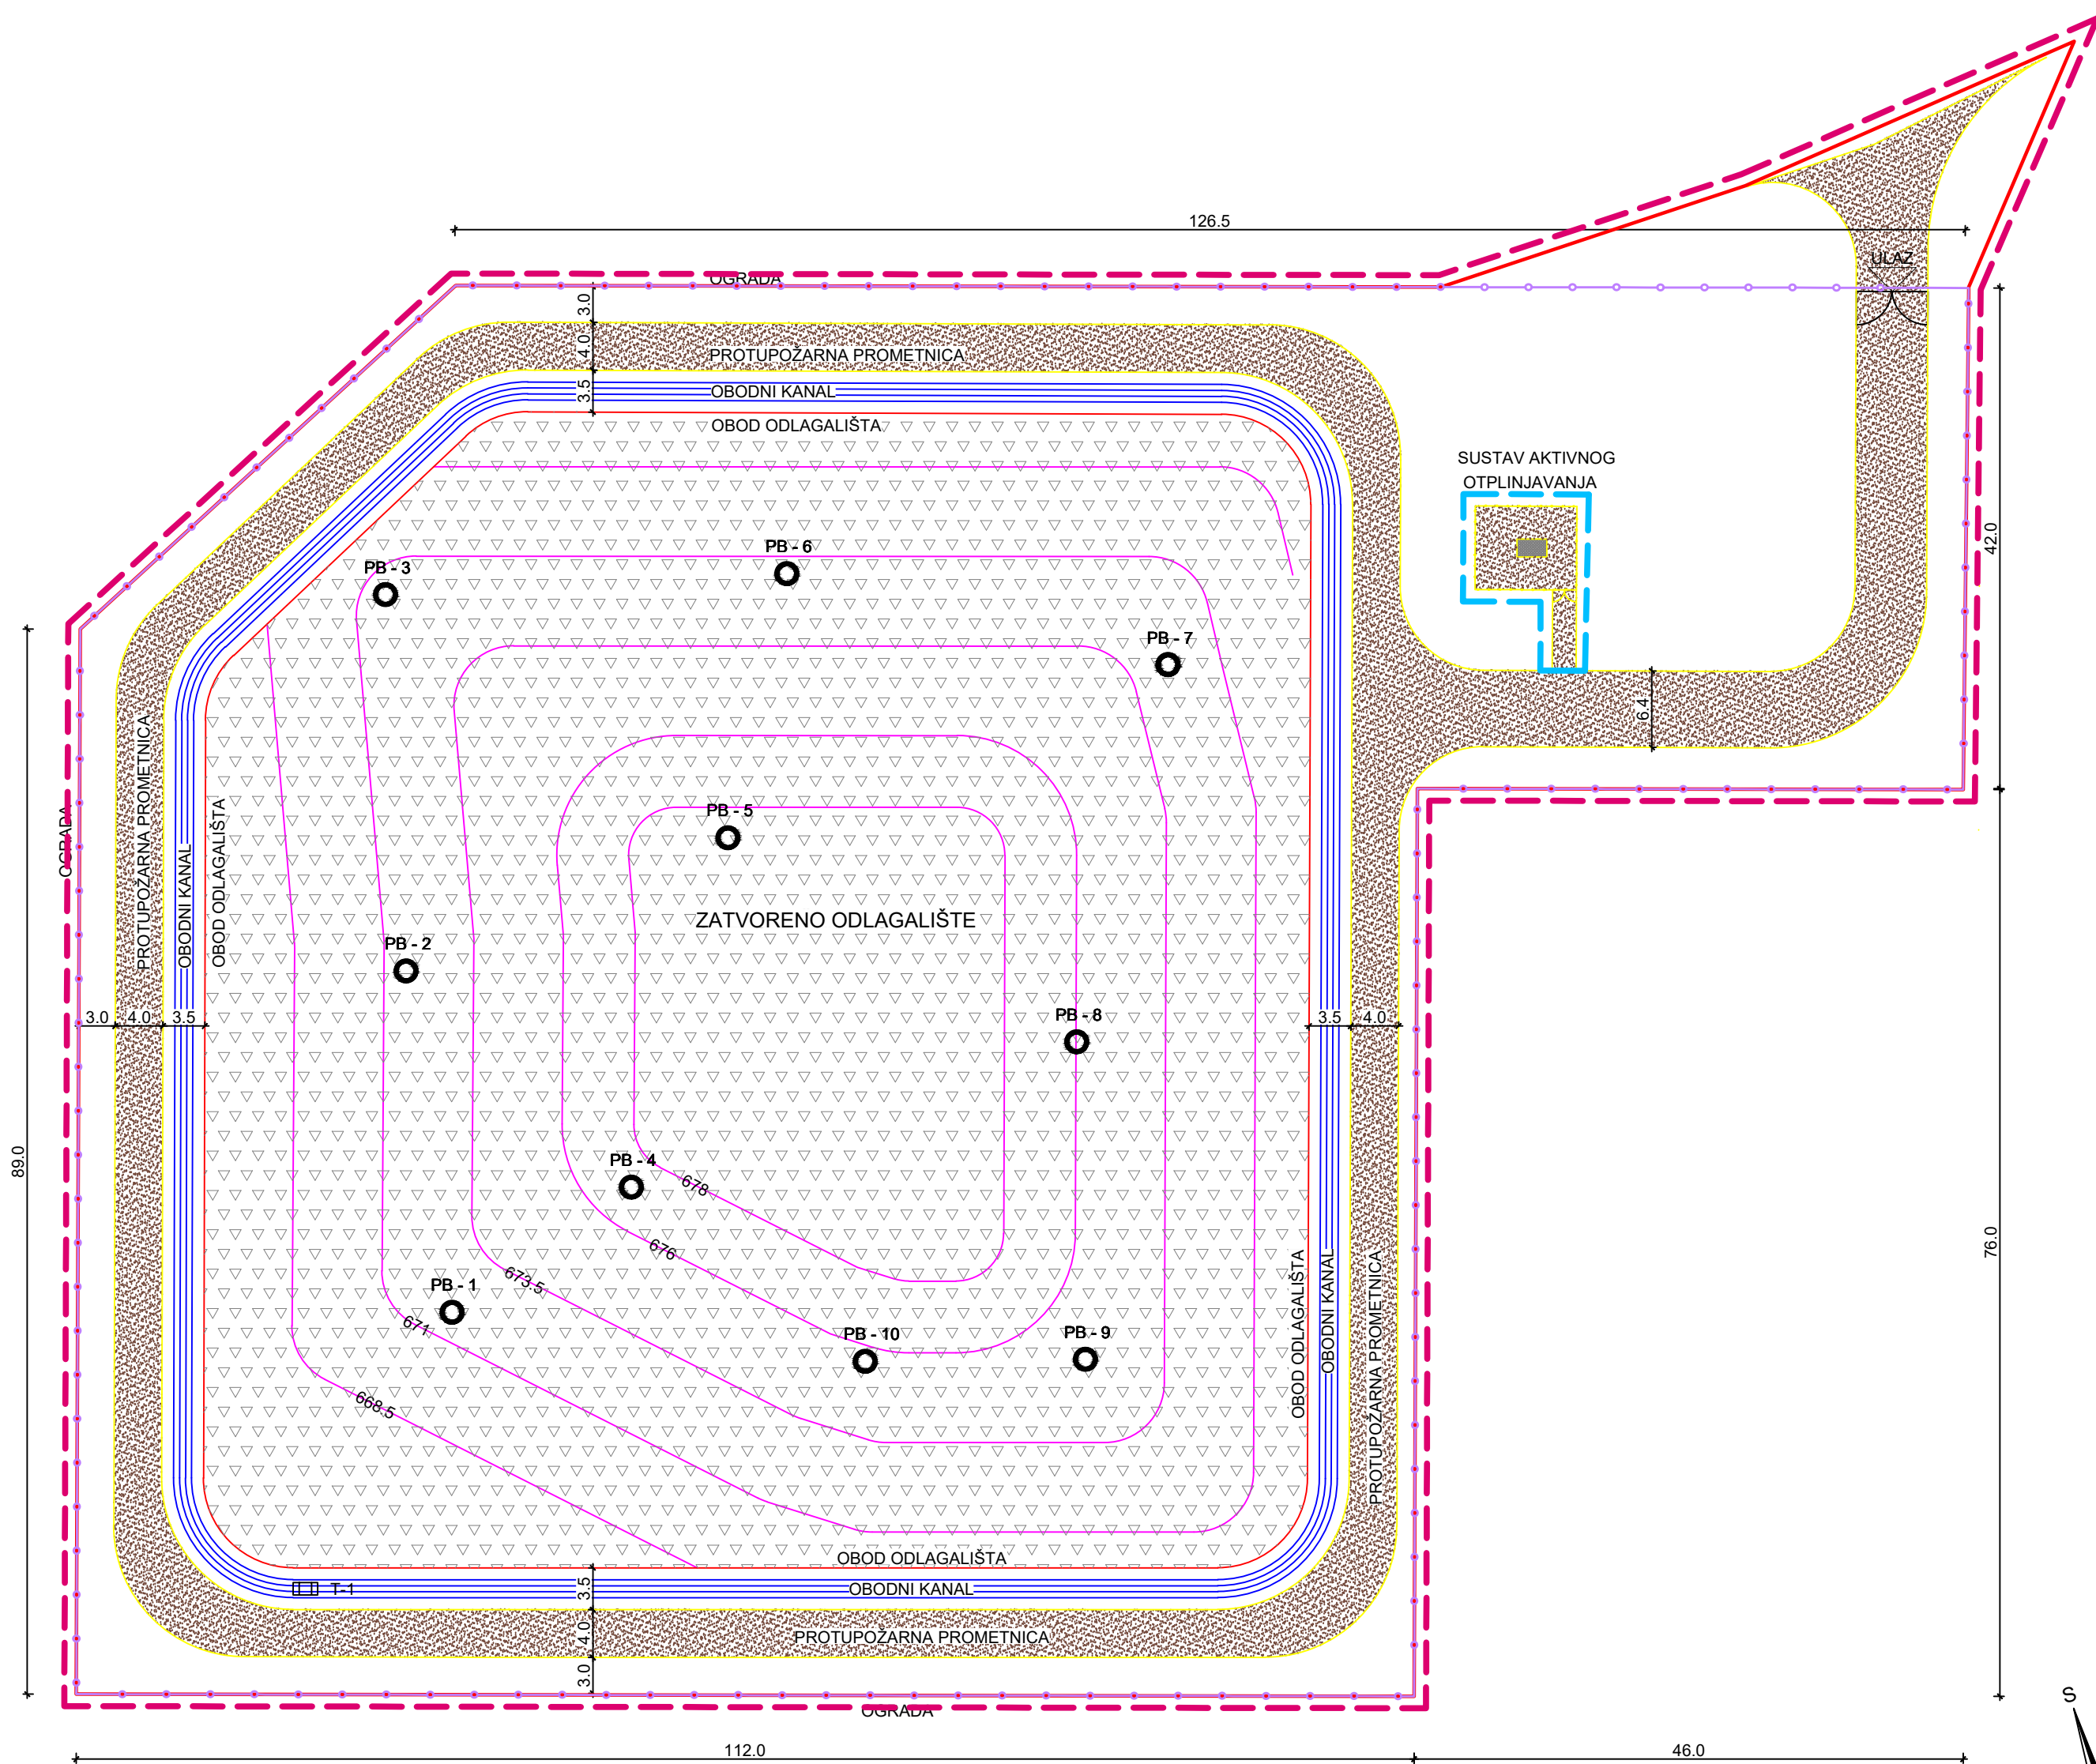 126.5
ULAZ
OGRADA
3.0
4.0
PROTUPOŽARNA PROMETNICA
3.5
OBODNI KANAL
OBOD ODLAGALIŠTA
SUSTAV AKTIVNOG
OTPLINJAVANJA
42.0
PB - 6
PB - 3
PB - 7
6.4
PROTUPOŽARNA PROMETNICA
OGRADA
OBODNI KANAL
OBOD ODLAGALIŠTA
PB - 5
ZATVORENO ODLAGALIŠTE
PB - 2
3.0
4.0
3.5
PB - 8
3.5
4.0
89.0
PB - 4
678
76.0
676
673.5
PB - 1
671
PB - 10
PB - 9
OBOD ODLAGALIŠTA
OBODNI KANAL
PROTUPOŽARNA PROMETNICA
668.5
OBOD ODLAGALIŠTA
T-1
3.5
OBODNI KANAL
4.0
PROTUPOŽARNA PROMETNICA
3.0
OGRADA
S
112.0
46.0